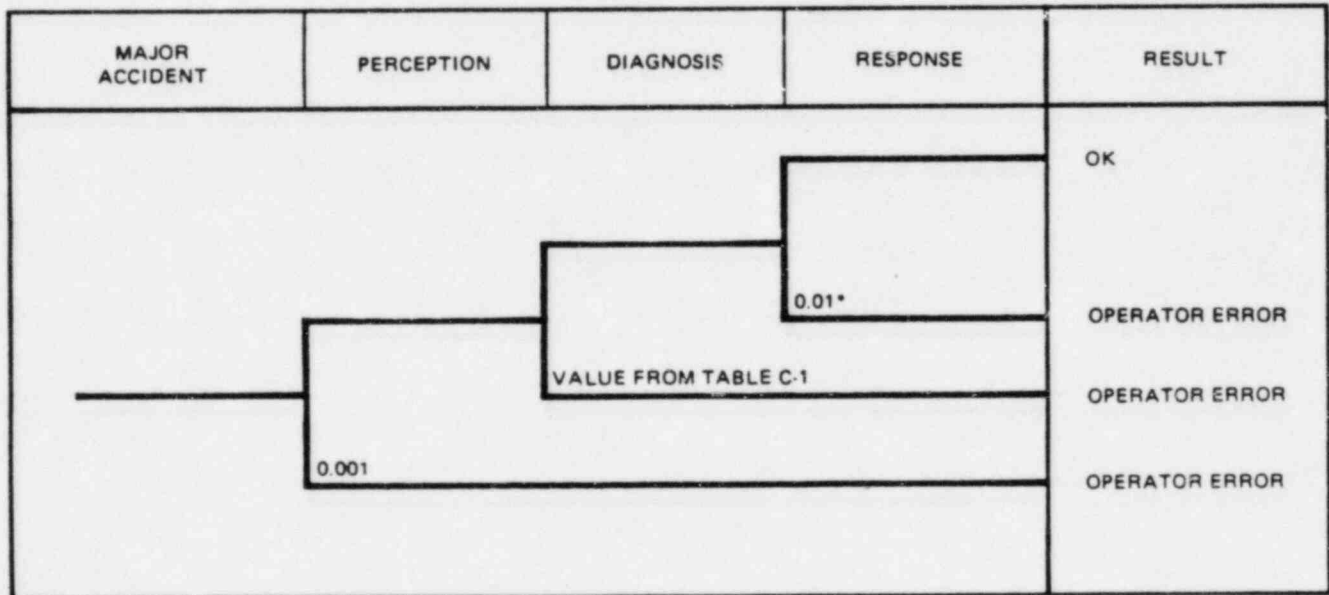 MAJOR
ACCIDENT
PERCEPTION
DIAGNOSIS
RESPONSE
RESULT
OK
0.01*
OPERATOR ERROR
VALUE FROM TABLE C-1
OPERATOR ERROR
0.001
OPERATOR ERROR